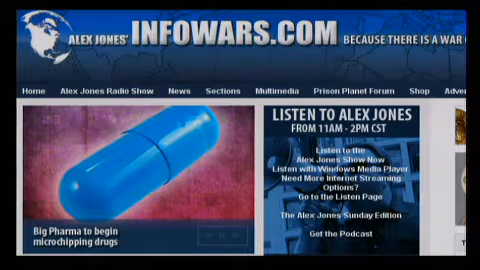 ALEX JONES' INFOWARS.COM BECAUSE THERE IS A WAR
Home Alex Jones Radio Show News Sections Multimedia Prison Planet Forum Shop
LISTEN TO ALEX JONES
FROM 11AM - 2PM CST
Listen to the
Alex Jones Show Now
Listen with Windows Media Player
Need More Internet Streaming
Options?
Go to the Listen Page
The Alex Jones Sunday Edition
Get the Podcast
Big Pharma to begin
microchipping drugs